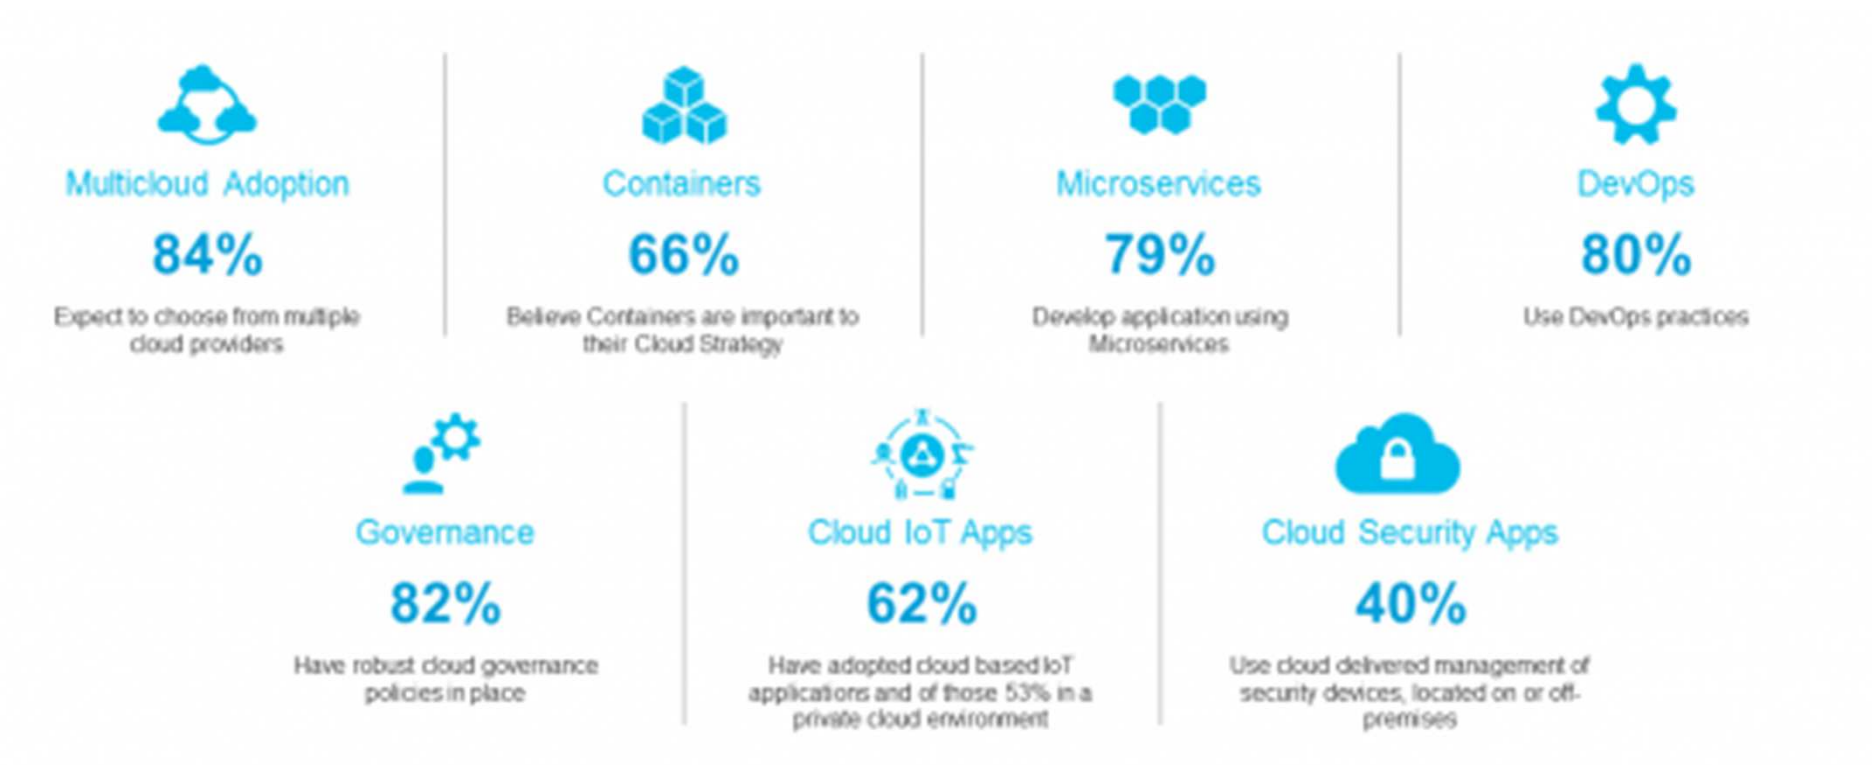 Multicloud Adoption
84%
Expect to choose from multiple
cloud providers
Containers
66%
Believe Containers are important to
their Cloud Strategy
Microservices
79%
Develop application using
Microservices
DevOps
80%
Use DevOps practices
Governance
82%
Have robust cloud governance
policies in place
Cloud IoT Apps
62%
Have adopted cloud based IoT
applications and of those 53% in a
private cloud environment
Cloud Security Apps
40%
Use cloud delivered management of
security devices, located on or off-
premises